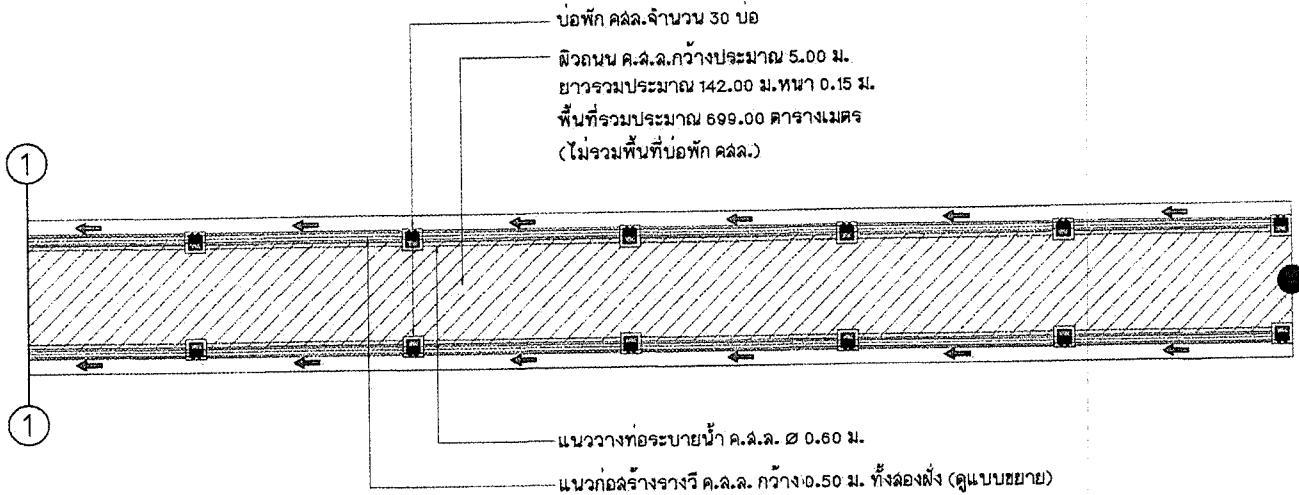 บ่อพัก คสล.จำนวน 30 บ่อ
ผิวถนน ค.ส.ล.กว้างประมาณ 5.00 ม.
ยาวรวมประมาณ 142.00 ม.หนา 0.15 ม.
พื้นที่รวมประมาณ 699.00 ตารางเมตร
(ไม่รวมพื้นที่บ่อพัก คสล.)
1
1
แนววางท่อระบายน้ำ ค.ส.ล. Ø 0.60 ม.
แนวก่อสร้างรางวี ค.ส.ล. กว้าง 0.50 ม. ทั้งสองฝั่ง (ดูแบบขยาย)